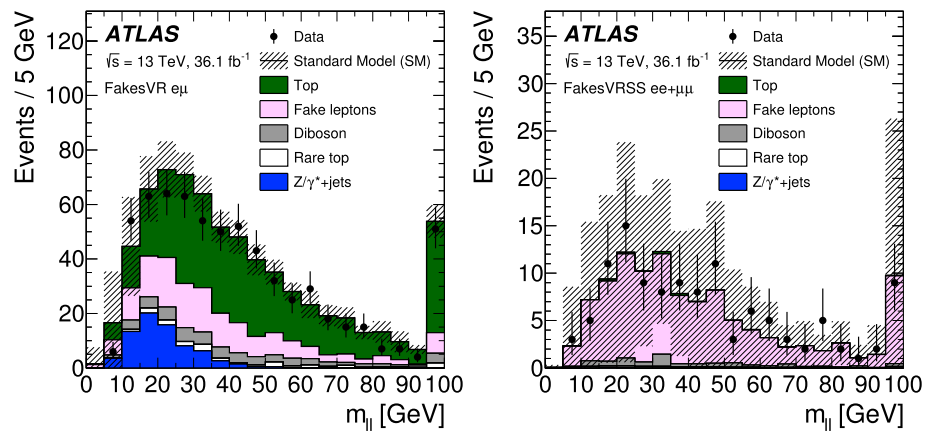 ATLAS
√s = 13 TeV, 36.1 fb⁻¹
FakesVR eμ
Data
Standard Model (SM)
Top
Fake leptons
Diboson
Rare top
Z/γ*+jets
Events / 5 GeV
120
100
80
60
40
20
0
0 10 20 30 40 50 60 70 80 90 100
m_ll [GeV]
ATLAS
√s = 13 TeV, 36.1 fb⁻¹
FakesVRSS ee+μμ
Data
Standard Model (SM)
Top
Fake leptons
Diboson
Rare top
Z/γ*+jets
Events / 5 GeV
35
30
25
20
15
10
5
0
0 10 20 30 40 50 60 70 80 90 100
m_ll [GeV]